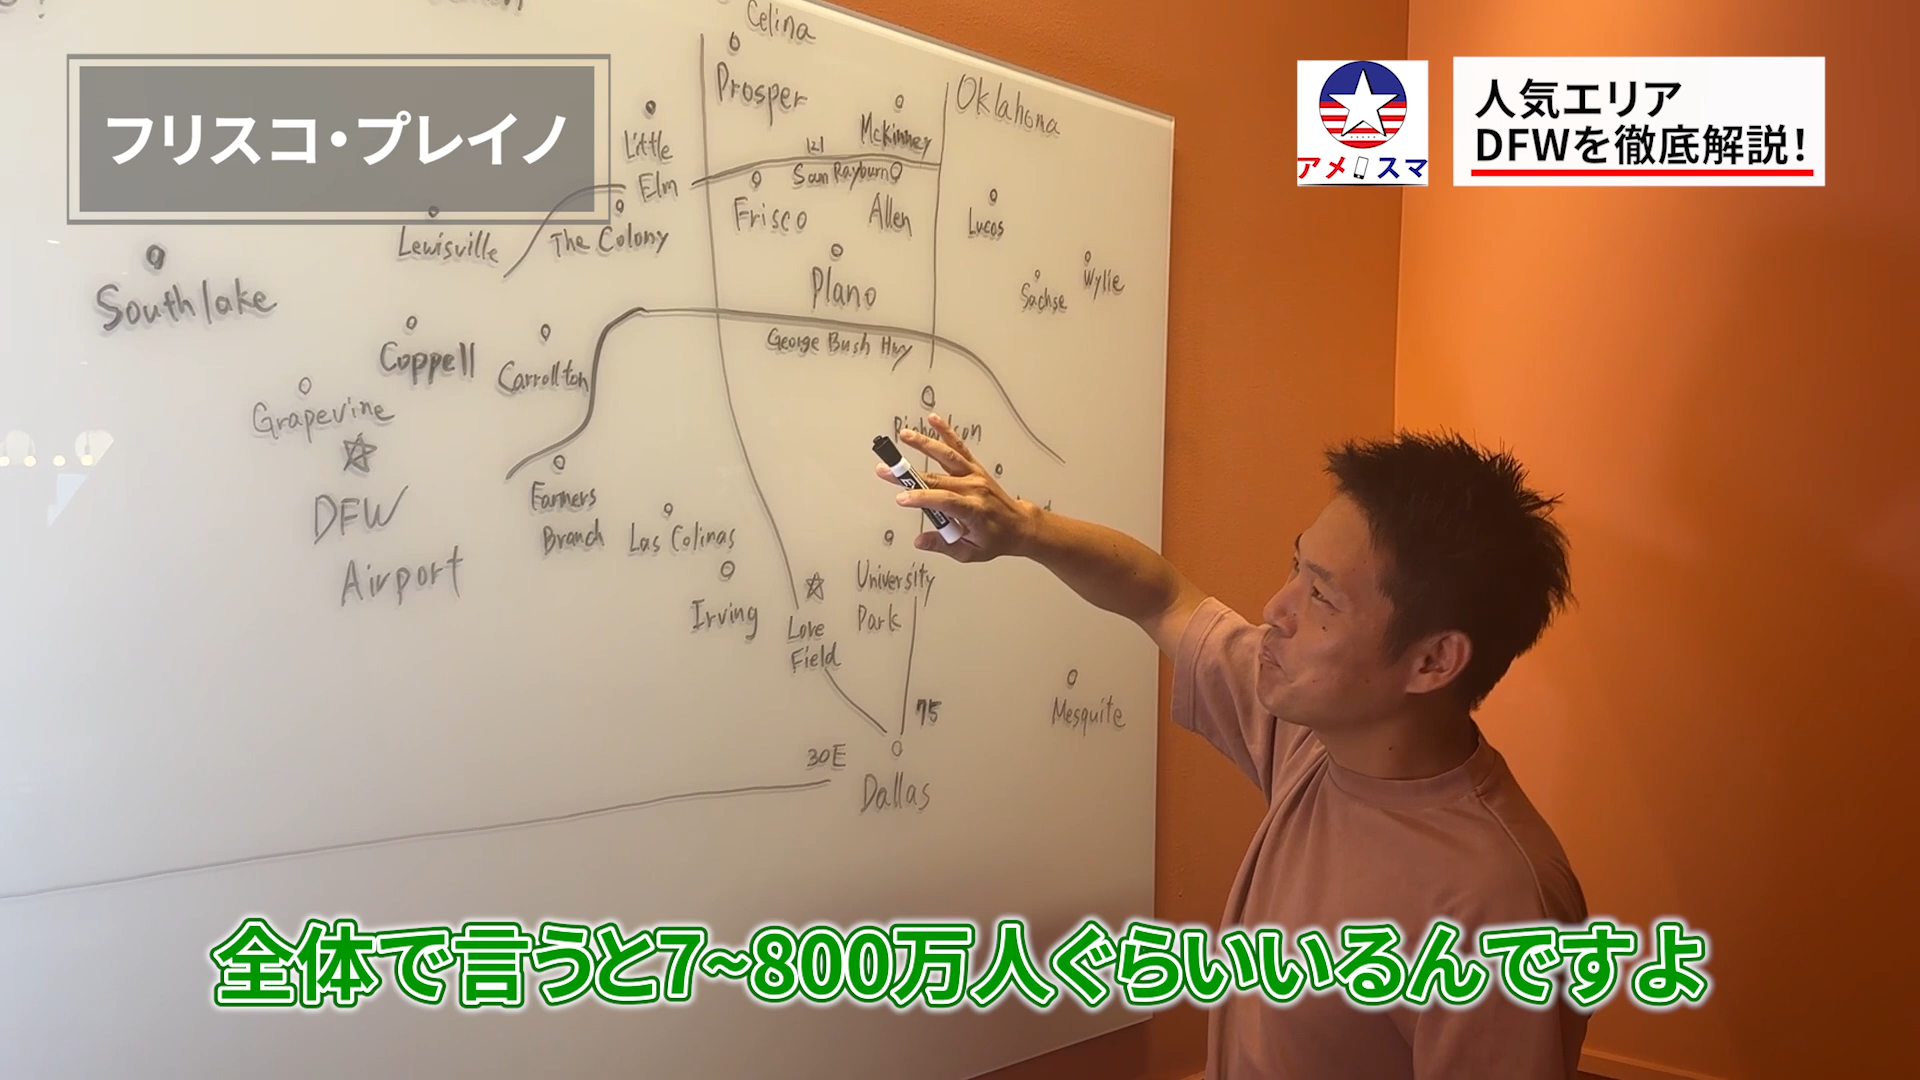 Celina
Prosper
Oklahoma
フリスコ・プレイノ
人気エリア
DFWを徹底解説!
アメスマ
Little
Elm
McKinney
121
Sam Rayburn
Frisco
Allen
Lucos
Lewisville
The Colony
Southlake
Plano
Sachse
Wylie
George Bush Hwy
Coppell
Carrollton
Grapevine
Richardson
DFW
Airport
Farmers
Branch
Las Colinas
University
Park
Irving
Love
Field
75
Mesquite
30E
Dallas
全体で言うと7~800万人ぐらいいるんですよ